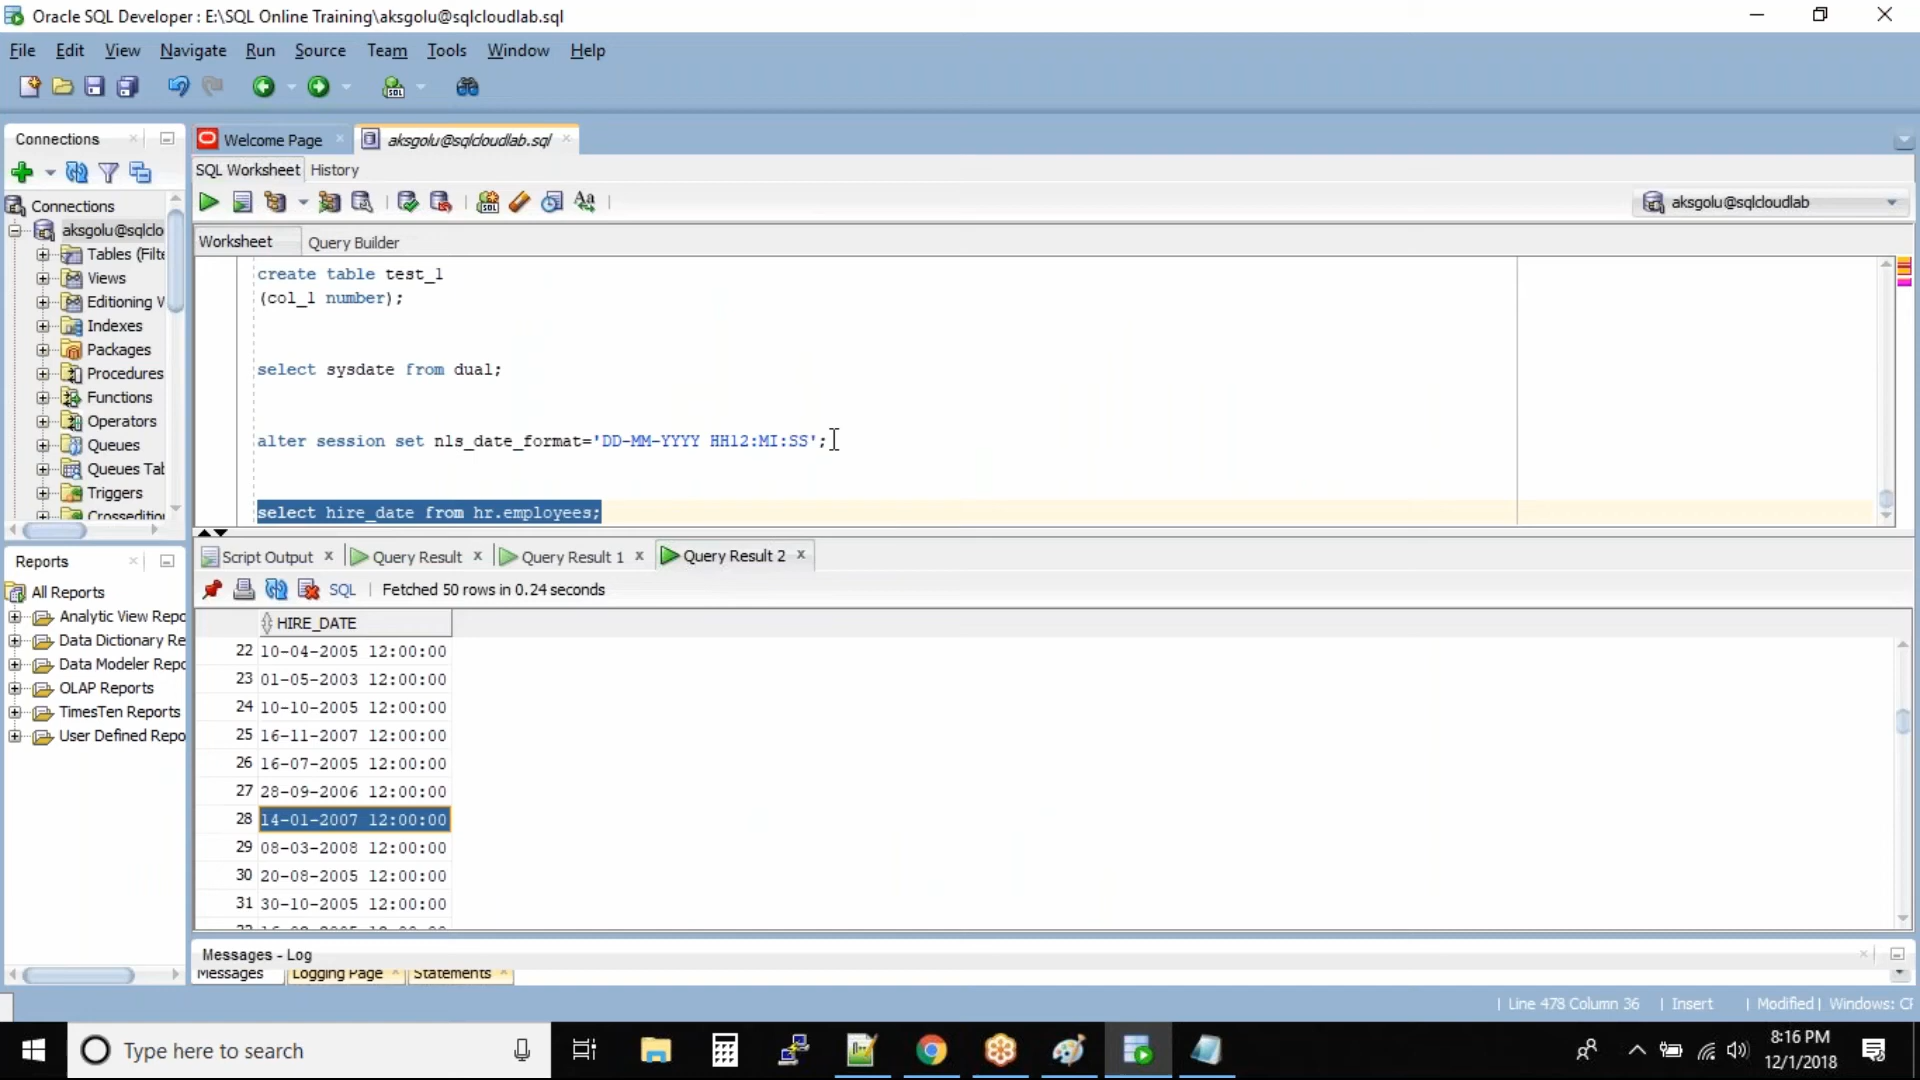 Oracle SQL Developer : E:\SQL Online Training\aksgolu@sqlcloudlab.sql
File Edit View Navigate Run Source Team Tools Window Help
Connections
Welcome Page
aksgolu@sqlcloudlab.sql
SQL Worksheet History
aksgolu@sqlcloudlab
Worksheet Query Builder
Connections
aksgolu@sqlclo
Tables (Filte
Views
Editioning V
Indexes
Packages
Procedures
Functions
Operators
Queues
Queues Tab
Triggers
Crosseditio
create table test_1
(col_1 number);
select sysdate from dual;
alter session set nls_date_format='DD-MM-YYYY HH12:MI:SS';
select hire_date from hr.employees;
Reports
All Reports
Analytic View Repo
Data Dictionary Re
Data Modeler Repo
OLAP Reports
TimesTen Reports
User Defined Repo
Script Output Query Result Query Result 1 Query Result 2
SQL Fetched 50 rows in 0.24 seconds
HIRE_DATE
22 10-04-2005 12:00:00
23 01-05-2003 12:00:00
24 10-10-2005 12:00:00
25 16-11-2007 12:00:00
26 16-07-2005 12:00:00
27 28-09-2006 12:00:00
28 14-01-2007 12:00:00
29 08-03-2008 12:00:00
30 20-08-2005 12:00:00
31 30-10-2005 12:00:00
Messages - Log
Messages Logging Page Statements
Line 478 Column 36 | Insert | Modified | Windows: CR
Type here to search
8:16 PM
12/1/2018